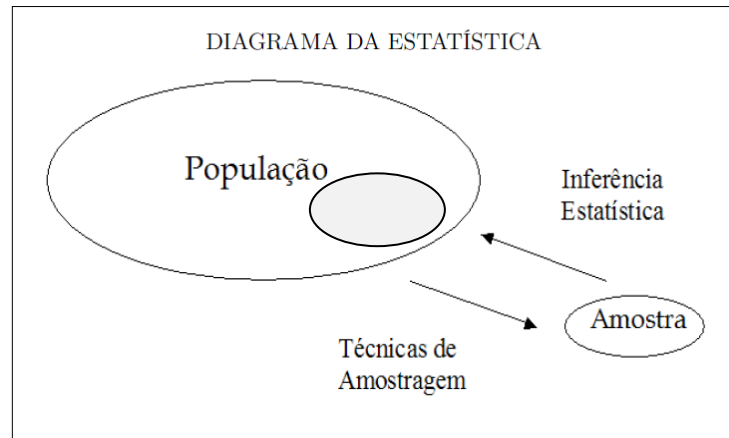 DIAGRAMA DA ESTATÍSTICA
População
Inferência
Estatística
Amostra
Técnicas de
Amostragem